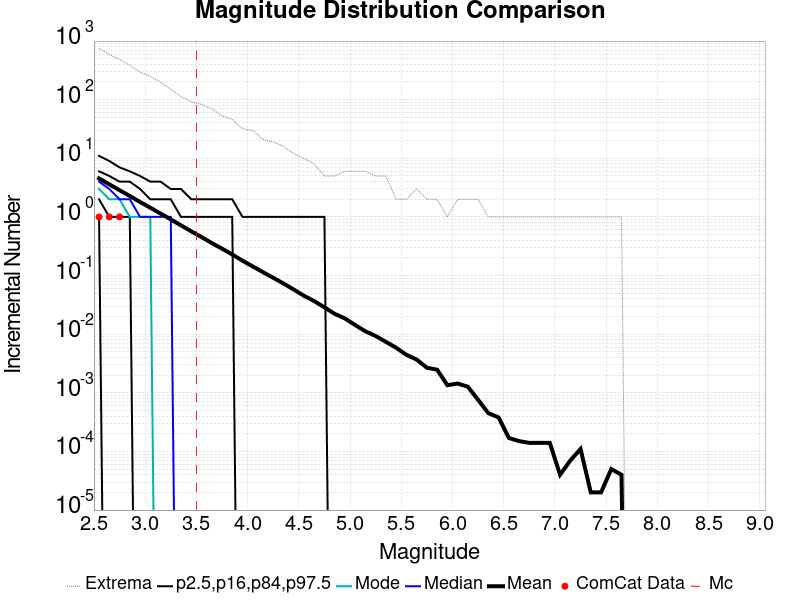 Magnitude Distribution Comparison
10^3
10^2
10^1
10^0
10^-1
10^-2
10^-3
10^-4
10^-5
Incremental Number
2.5 3.0 3.5 4.0 4.5 5.0 5.5 6.0 6.5 7.0 7.5 8.0 8.5 9.0
Magnitude
Extrema p2.5,p16,p84,p97.5 Mode Median Mean ComCat Data Mc